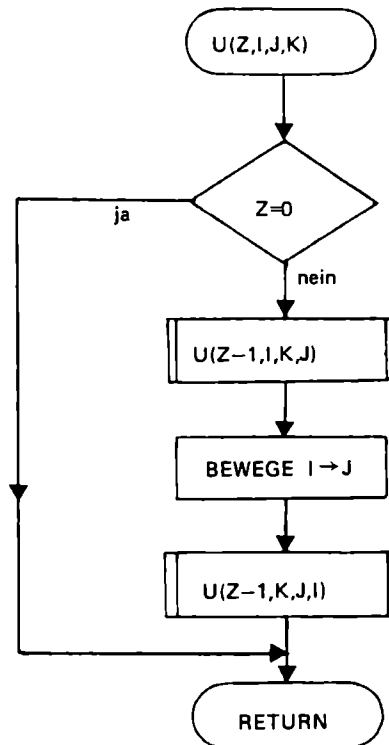 U(Z,I,J,K)
Z=0
ja
nein
U(Z−1,I,K,J)
BEWEGE I→J
U(Z−1,K,J,I)
RETURN